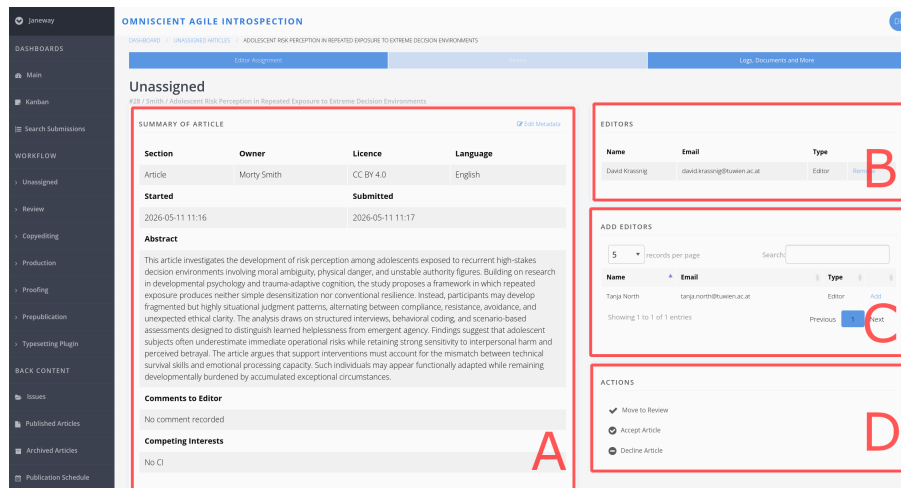 Janeway
OMNISCIENT AGILE INTROSPECTION
DASHBOARD / UNASSIGNED ARTICLES / ADOLESCENT RISK PERCEPTION IN REPEATED EXPOSURE TO EXTREME DECISION ENVIRONMENTS
Editor Assignment
Logs, Documents and More
DASHBOARDS
Main
Kanban
Search Submissions
WORKFLOW
Unassigned
Review
Copyediting
Production
Proofing
Prepublication
Typesetting Plugin
BACK CONTENT
Issues
Published Articles
Archived Articles
Publication Schedule
Unassigned
#28 / Smith / Adolescent Risk Perception in Repeated Exposure to Extreme Decision Environments
SUMMARY OF ARTICLE
Edit Metadata
Section Owner Licence Language
Article Morty Smith CC BY 4.0 English
Started Submitted
2026-05-11 11:16 2026-05-11 11:17
Abstract
This article investigates the development of risk perception among adolescents exposed to recurrent high-stakes
decision environments involving moral ambiguity, physical danger, and unstable authority figures. Building on research
in developmental psychology and trauma-adaptive cognition, the study proposes a framework in which repeated
exposure produces neither simple desensitization nor conventional resilience. Instead, participants may develop
fragmented but highly situational judgment patterns, alternating between compliance, resistance, avoidance, and
unexpected ethical clarity. The analysis draws on structured interviews, behavioral coding, and scenario-based
assessments designed to distinguish learned helplessness from emergent agency. Findings suggest that adolescent
subjects often underestimate immediate operational risks while retaining strong sensitivity to interpersonal harm and
perceived betrayal. The article argues that support interventions must account for the mismatch between technical
survival skills and emotional processing capacity. Such individuals may appear functionally adapted while remaining
developmentally burdened by accumulated exceptional circumstances.
Comments to Editor
No comment recorded
Competing Interests
No CI
A
EDITORS
Name Email Type
David Krassnig david.krassnig@tuwien.ac.at Editor
B
ADD EDITORS
5 records per page Search:
Name Email Type
Tanja North tanja.north@tuwien.ac.at Editor Add
Showing 1 to 1 of 1 entries Previous 1 Next
C
ACTIONS
Move to Review
Accept Article
Decline Article
D